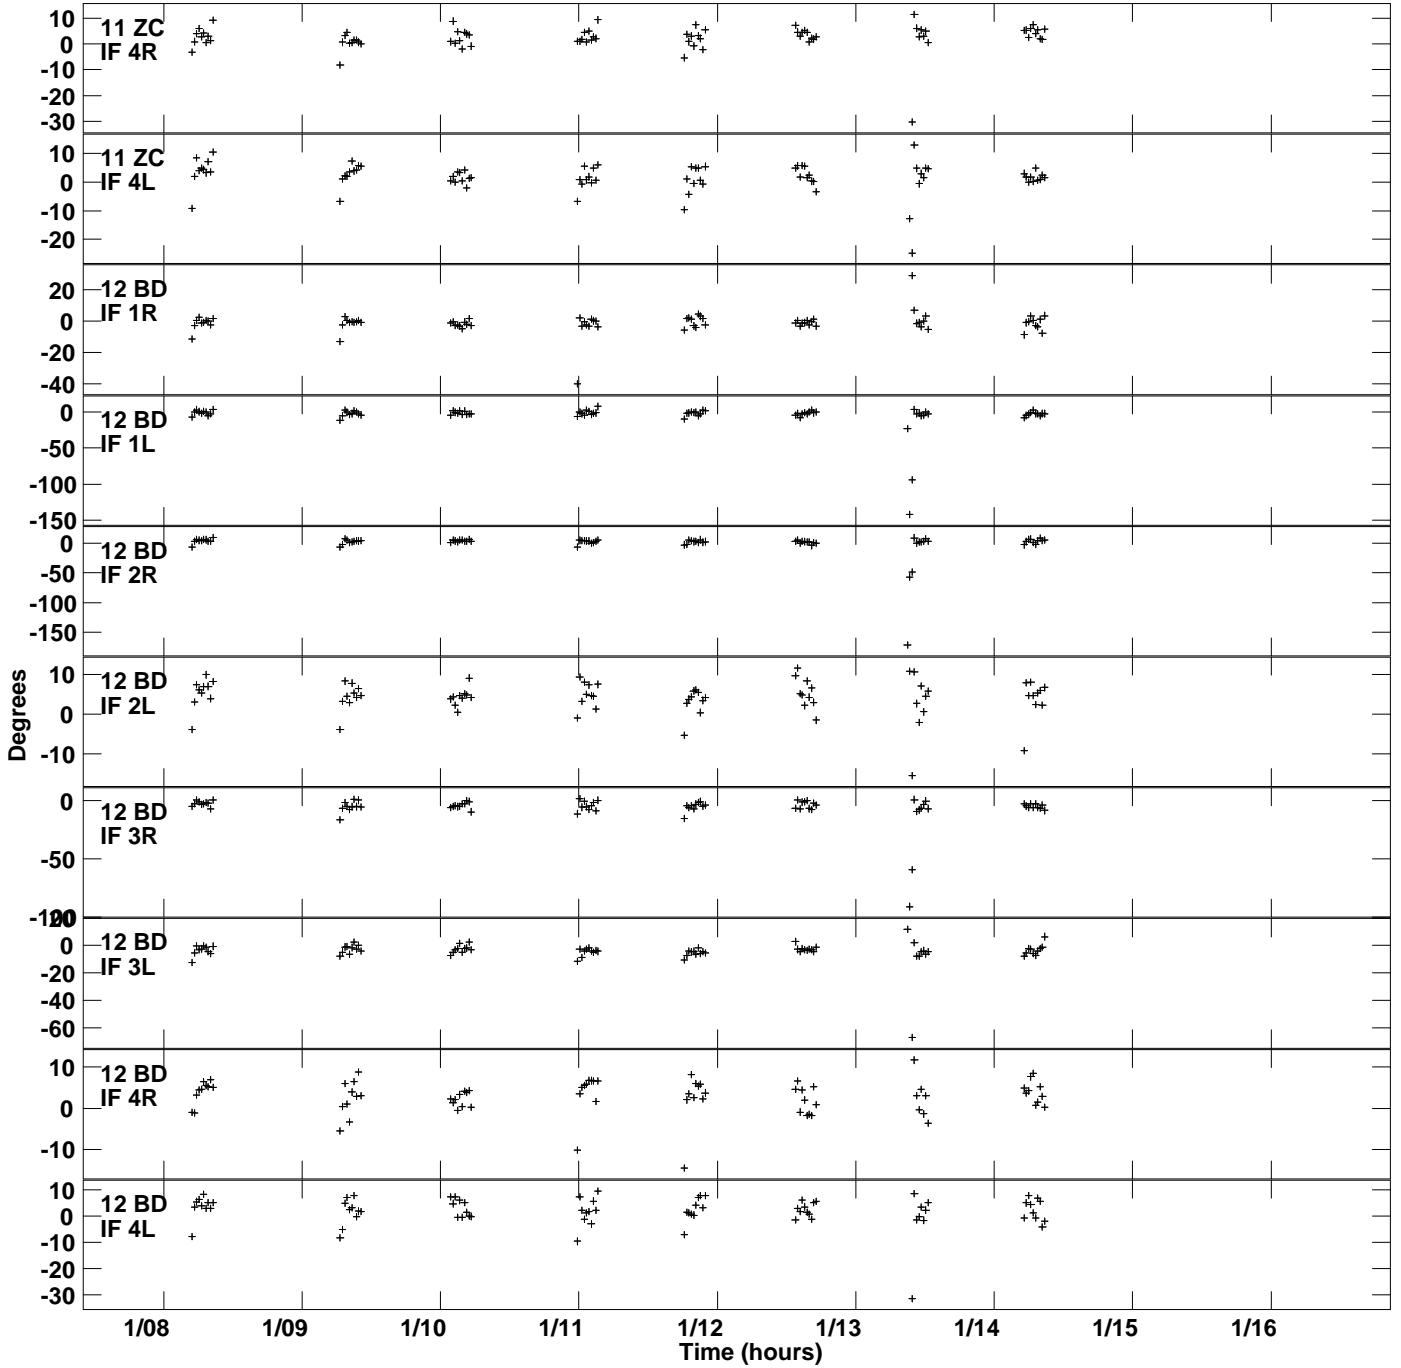 11 ZC
IF 4R
10
0
-10
-20
-30
11 ZC
IF 4L
10
0
-10
-20
12 BD
IF 1R
20
0
-20
-40
12 BD
IF 1L
0
-50
-100
-150
12 BD
IF 2R
0
-50
-100
-150
12 BD
IF 2L
10
0
-10
12 BD
IF 3R
0
-50
-100
12 BD
IF 3L
20
0
-20
-40
-60
12 BD
IF 4R
10
0
-10
12 BD
IF 4L
10
0
-10
-20
-30
Degrees
1/08 1/09 1/10 1/11 1/12 1/13 1/14 1/15 1/16
Time (hours)